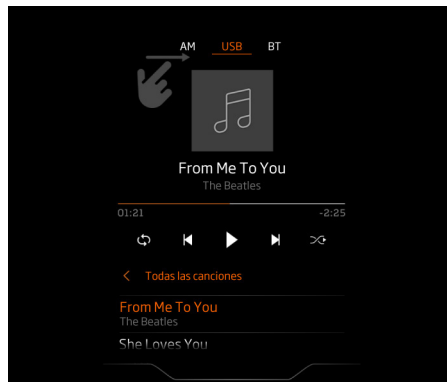 AM USB BT
From Me To You
The Beatles
01:21 -2:25
Todas las canciones
From Me To You
The Beatles
She Loves You